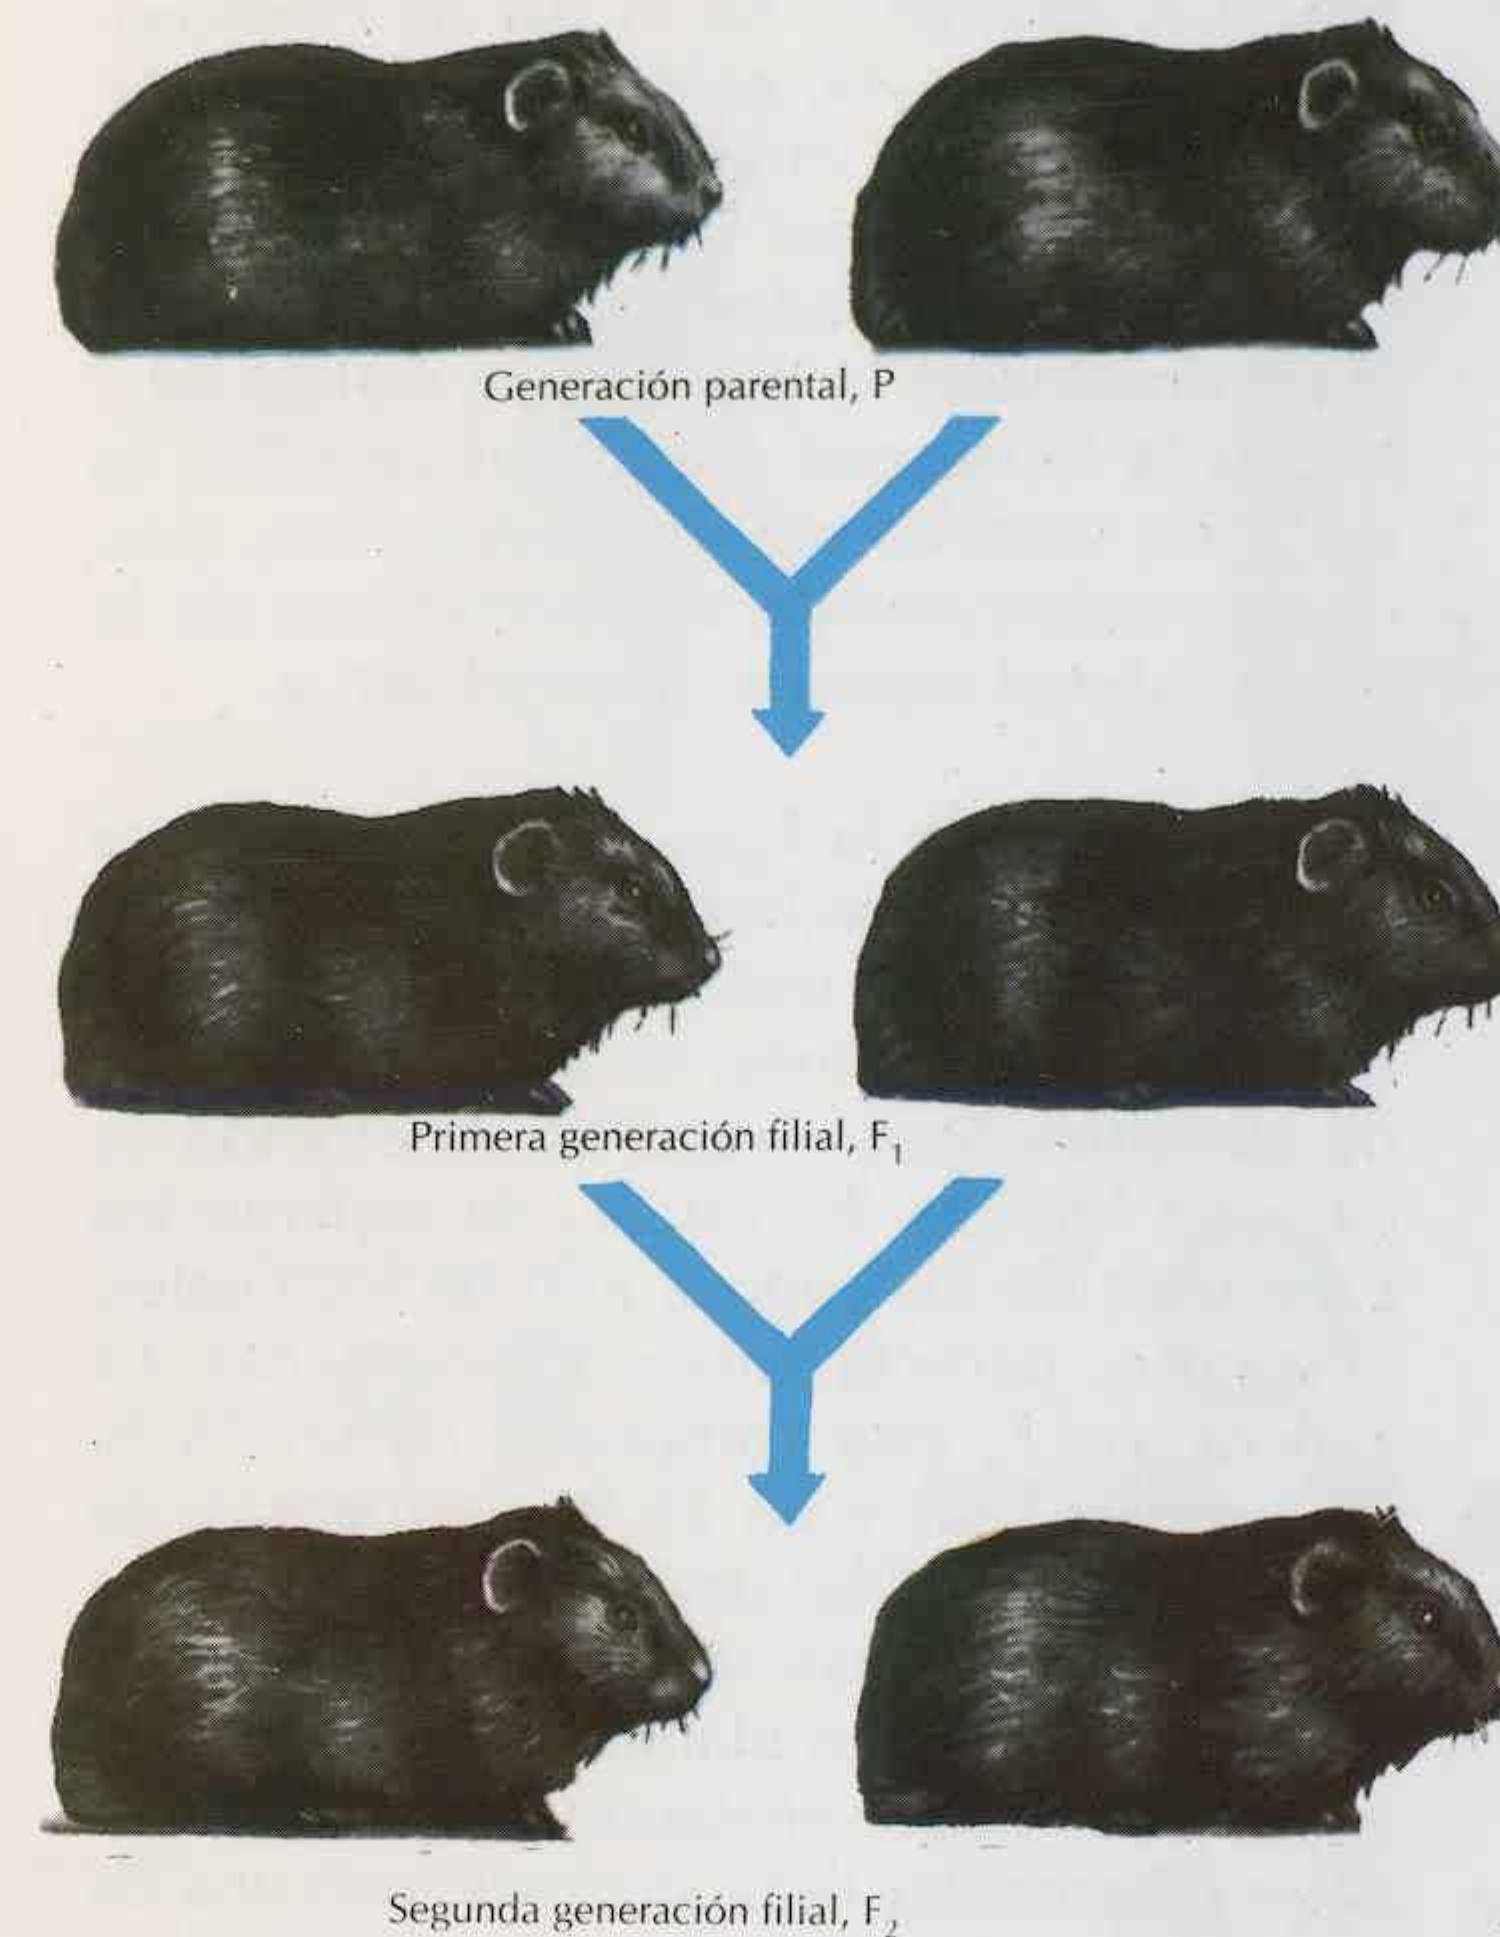 Generación parental, P
Primera generación filial, F₁
Segunda generación filial, F₂